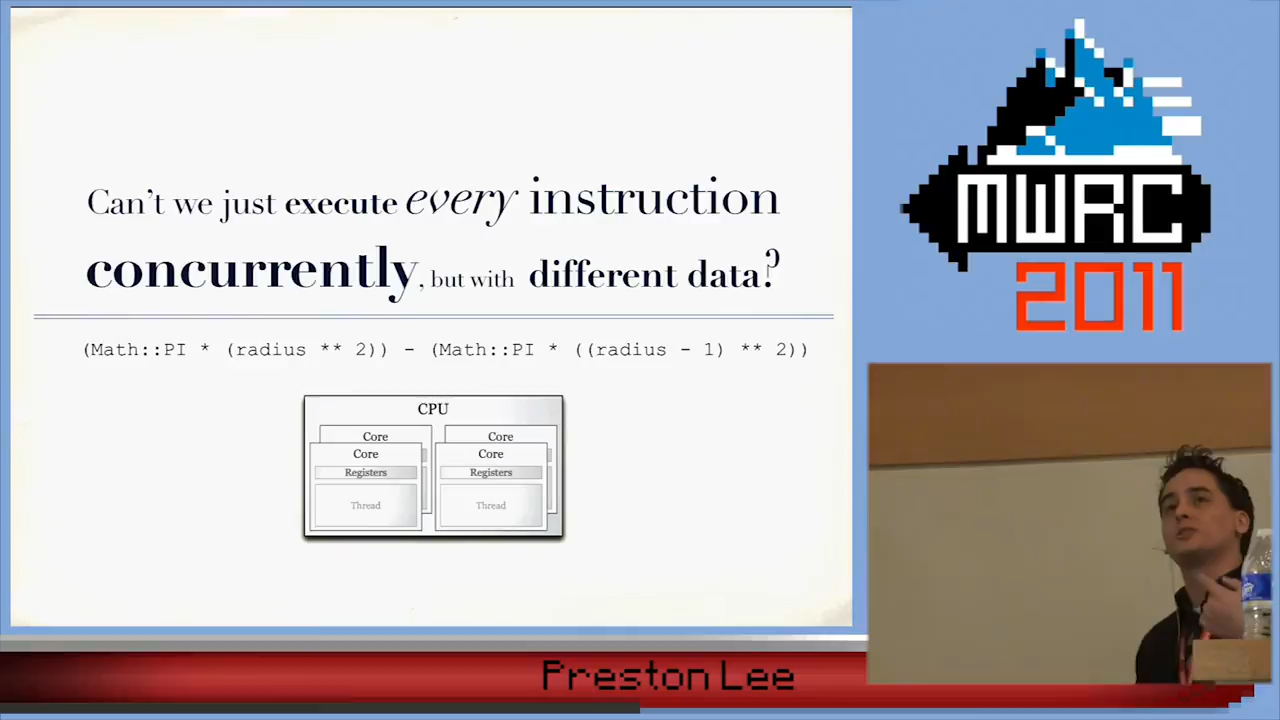 Can't we just execute every instruction
concurrently, but with different data?
(Math::PI * (radius ** 2)) - (Math::PI * ((radius - 1) ** 2))
CPU
Core
Core
Core
Core
Registers
Registers
Thread
Thread
MWRC
2011
Preston Lee